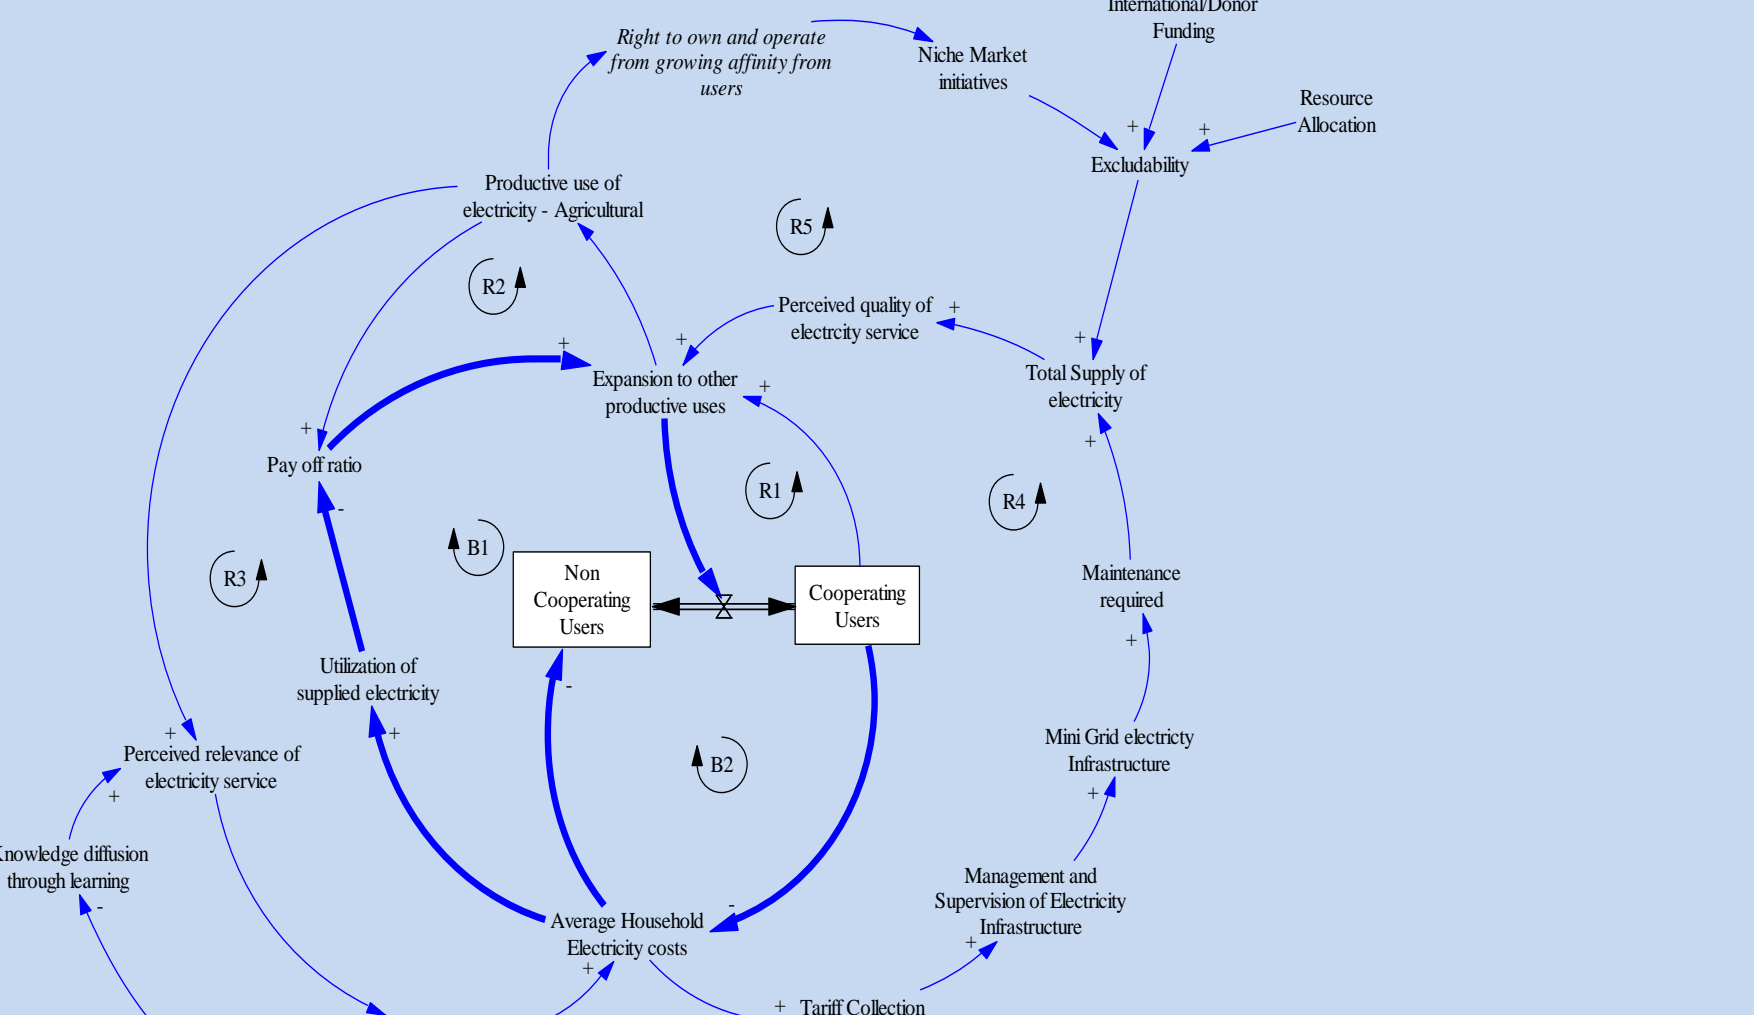 International/Donor
Funding
Right to own and operate
from growing affinity from
users
Niche Market
initiatives
Resource
Allocation
+
+
Excludability
Productive use of
electricity - Agricultural
R5
R2
Perceived quality of
electrcity service
+
+
+
+
Total Supply of
electricity
Expansion to other
productive uses
+
+
+
Pay off ratio
R1
R4
-
B1
R3
Non
Cooperating
Users
Cooperating
Users
Maintenance
required
+
Utilization of
supplied electricity
-
+
+
Perceived relevance of
electricity service
Mini Grid electricty
Infrastructure
B2
+
+
Knowledge diffusion
through learning
-
Management and
Supervision of Electricity
Infrastructure
-
Average Household
Electricity costs
+
+
+ Tariff Collection